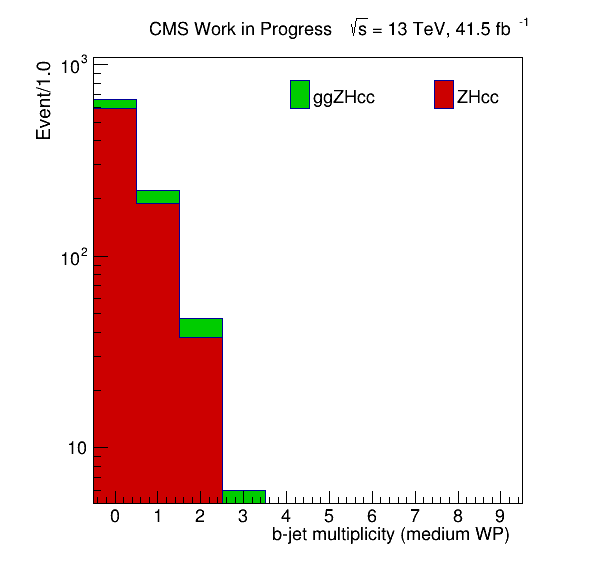 CMS Work in Progress √s = 13 TeV, 41.5 fb⁻¹
Event/1.0
10³
ggZHcc ZHcc
10²
10
0 1 2 3 4 5 6 7 8 9
b-jet multiplicity (medium WP)